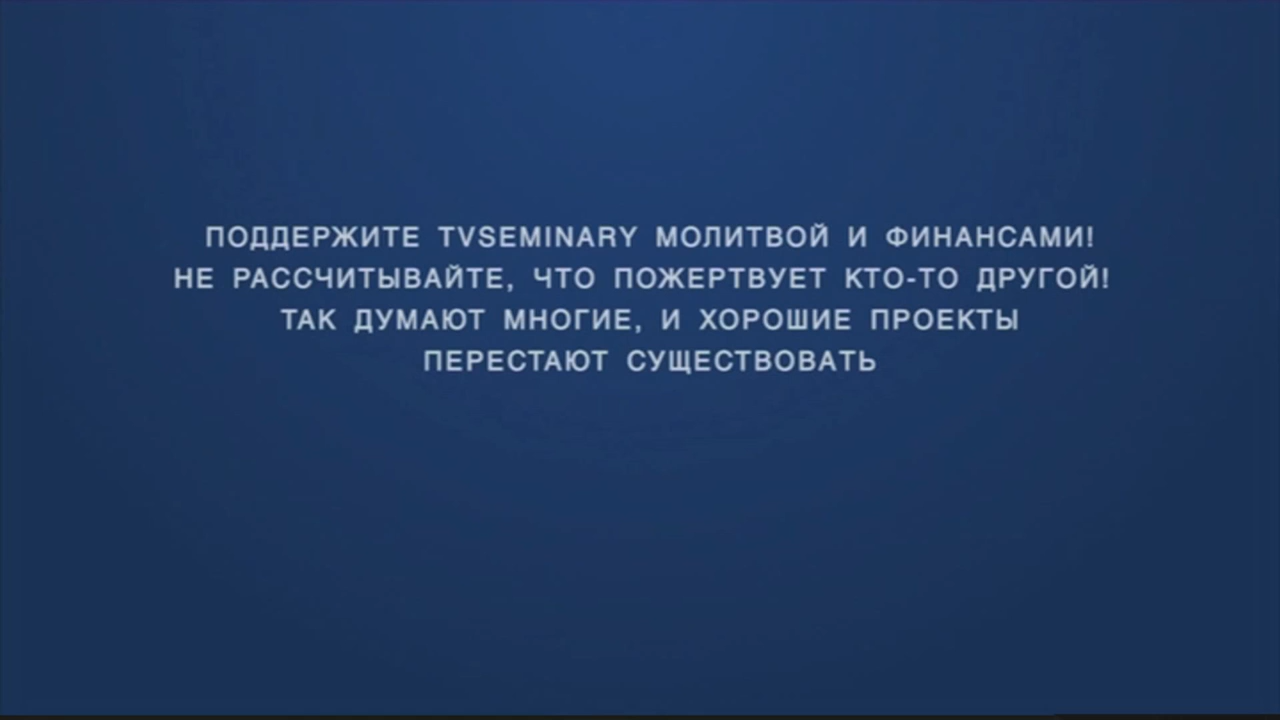 ПОДДЕРЖИТЕ TVSEMINARY МОЛИТВОЙ И ФИНАНСАМИ!
НЕ РАССЧИТЫВАЙТЕ, ЧТО ПОЖЕРТВУЕТ КТО-ТО ДРУГОЙ!
ТАК ДУМАЮТ МНОГИЕ, И ХОРОШИЕ ПРОЕКТЫ
ПЕРЕСТАЮТ СУЩЕСТВОВАТЬ